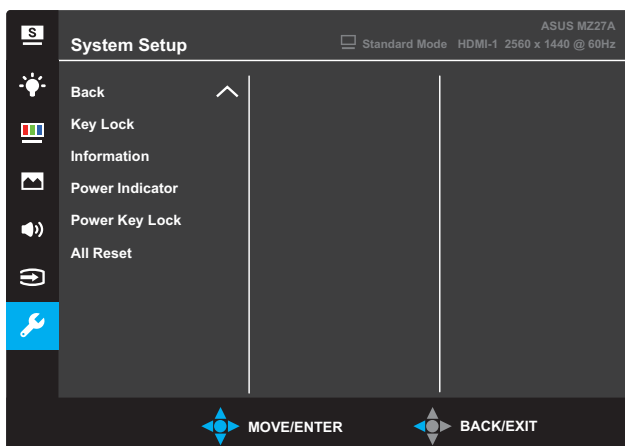 S
ASUS MZ27A
System Setup
Standard Mode HDMI-1 2560 x 1440 @ 60Hz
Back
Key Lock
Information
Power Indicator
Power Key Lock
All Reset
MOVE/ENTER
BACK/EXIT